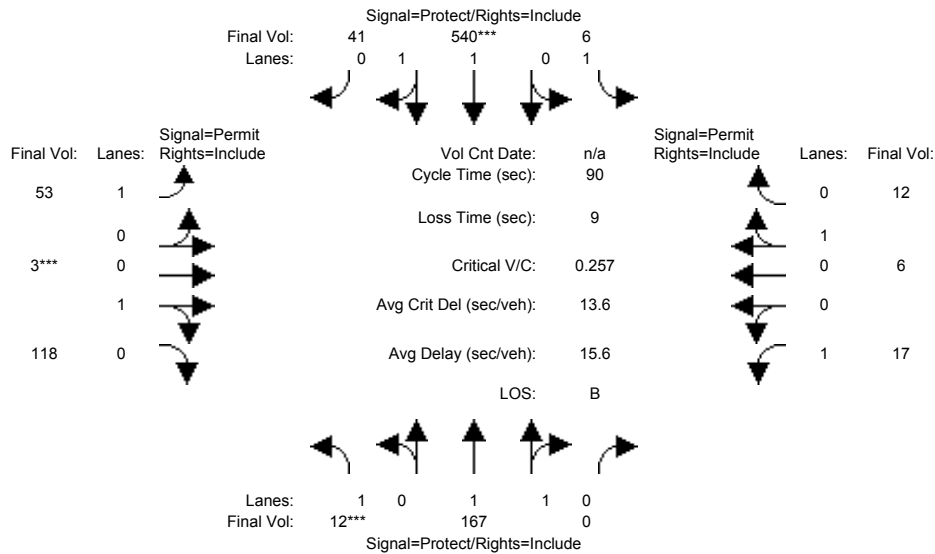 Signal=Protect/Rights=Include
Final Vol: 41 540*** 6
Lanes: 0 1 1 0 1
Signal=Permit
Final Vol: Lanes: Rights=Include
Vol Cnt Date: n/a
Signal=Permit
Rights=Include Lanes: Final Vol:
Cycle Time (sec): 90
53 1
0 12
Loss Time (sec): 9
0
1
3*** 0
Critical V/C: 0.257
0 6
1
Avg Crit Del (sec/veh): 13.6
0
118 0
Avg Delay (sec/veh): 15.6
1 17
LOS: B
Lanes: 1 0 1 1 0
Final Vol: 12*** 167 0
Signal=Protect/Rights=Include